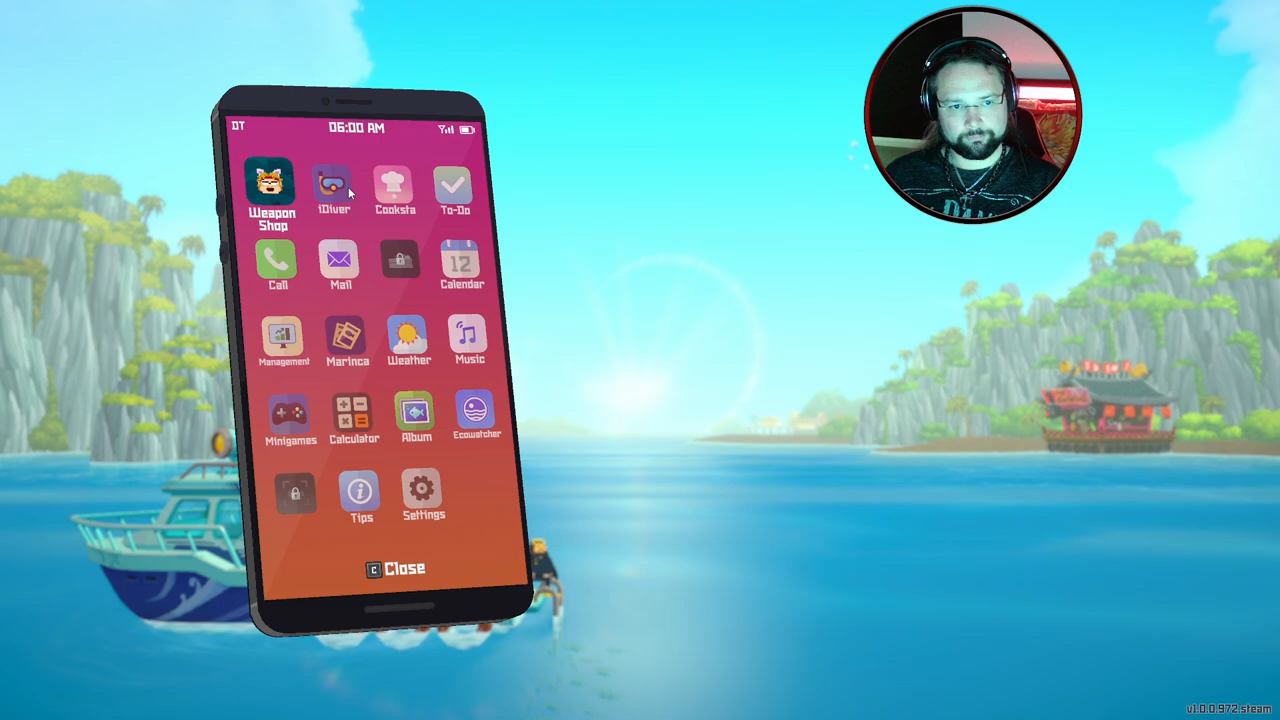 DT 06:00 AM
Weapon Shop iDiver Cooksta To-Do
Call Mail 12 Calendar
Management Marinca Weather Music
Minigames Calculator Album Ecowatcher
Tips Settings
C Close
v1.0.0.972.steam